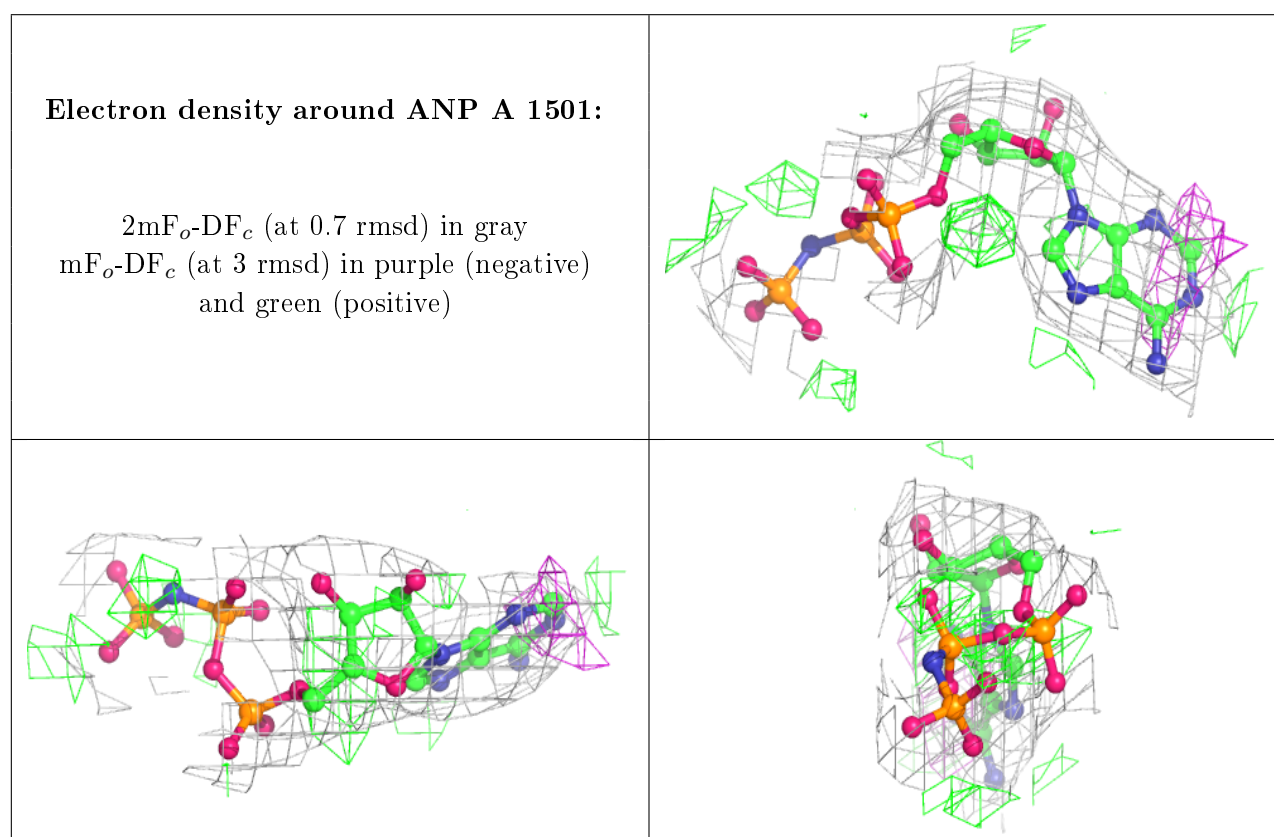 Electron density around ANP A 1501:
2mFo-DFc (at 0.7 rmsd) in gray
mFo-DFc (at 3 rmsd) in purple (negative)
and green (positive)